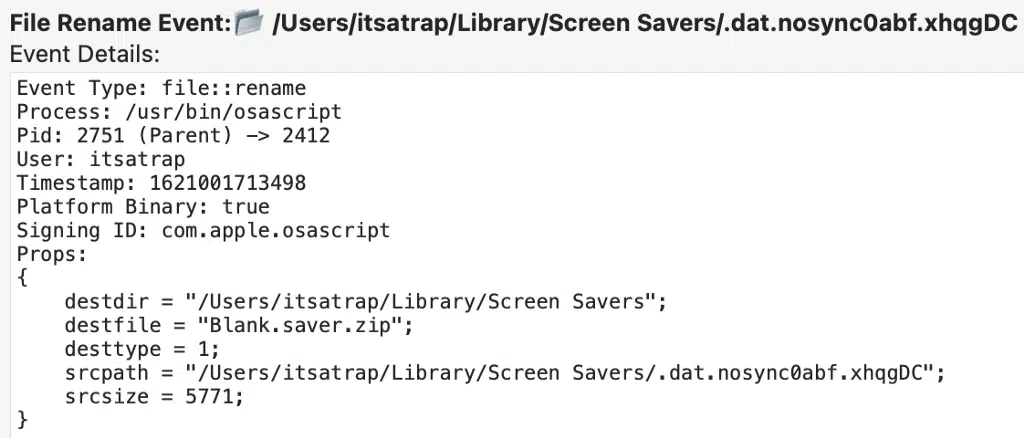 File Rename Event: /Users/itsatrap/Library/Screen Savers/.dat.nosync0abf.xhqgDC
Event Details:
Event Type: file::rename
Process: /usr/bin/osascript
Pid: 2751 (Parent) -> 2412
User: itsatrap
Timestamp: 1621001713498
Platform Binary: true
Signing ID: com.apple.osascript
Props:
{
    destdir = "/Users/itsatrap/Library/Screen Savers";
    destfile = "Blank.saver.zip";
    desttype = 1;
    srcpath = "/Users/itsatrap/Library/Screen Savers/.dat.nosync0abf.xhqgDC";
    srcsize = 5771;
}